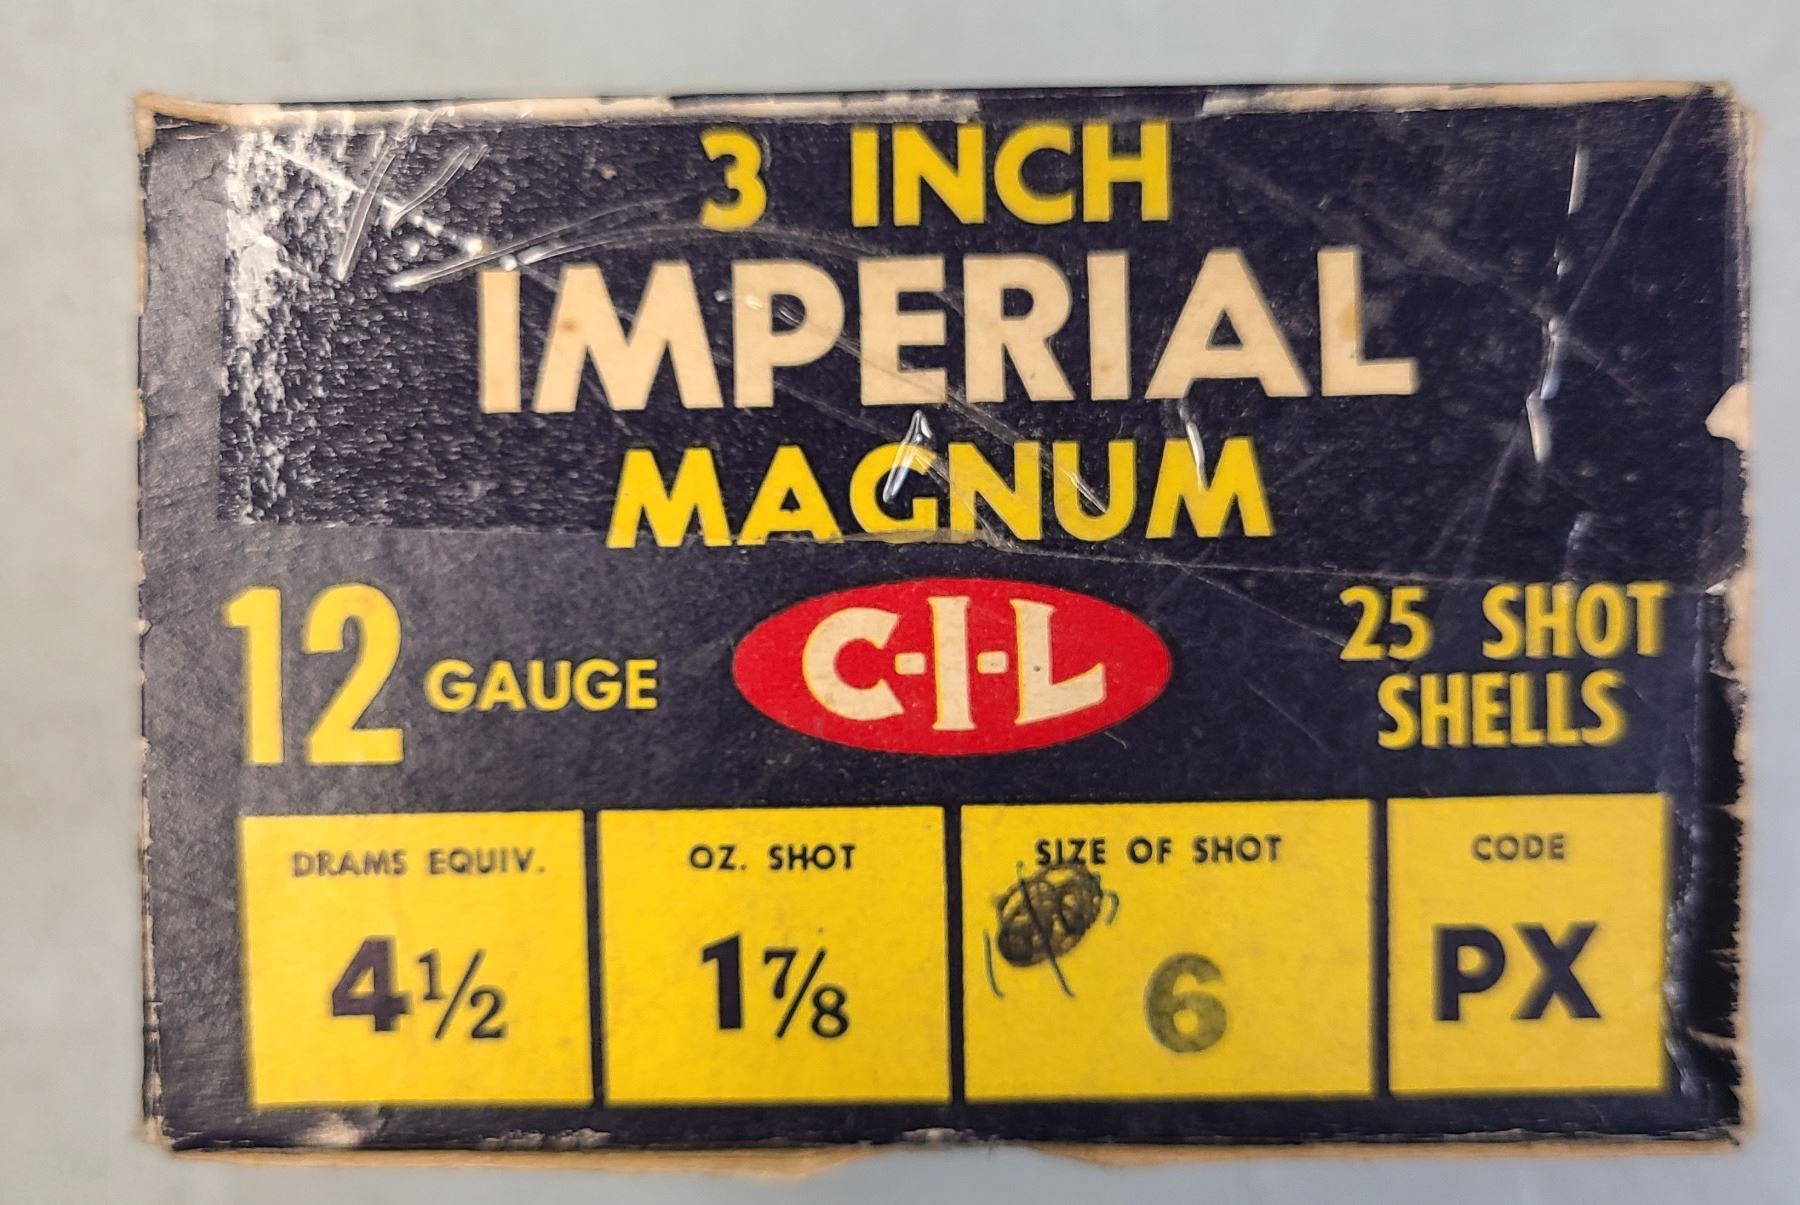 3 INCH
IMPERIAL
MAGNUM
12 GAUGE
C-I-L
25 SHOT
SHELLS
DRAMS EQUIV.
4½
OZ. SHOT
1⅞
SIZE OF SHOT
6
CODE
PX